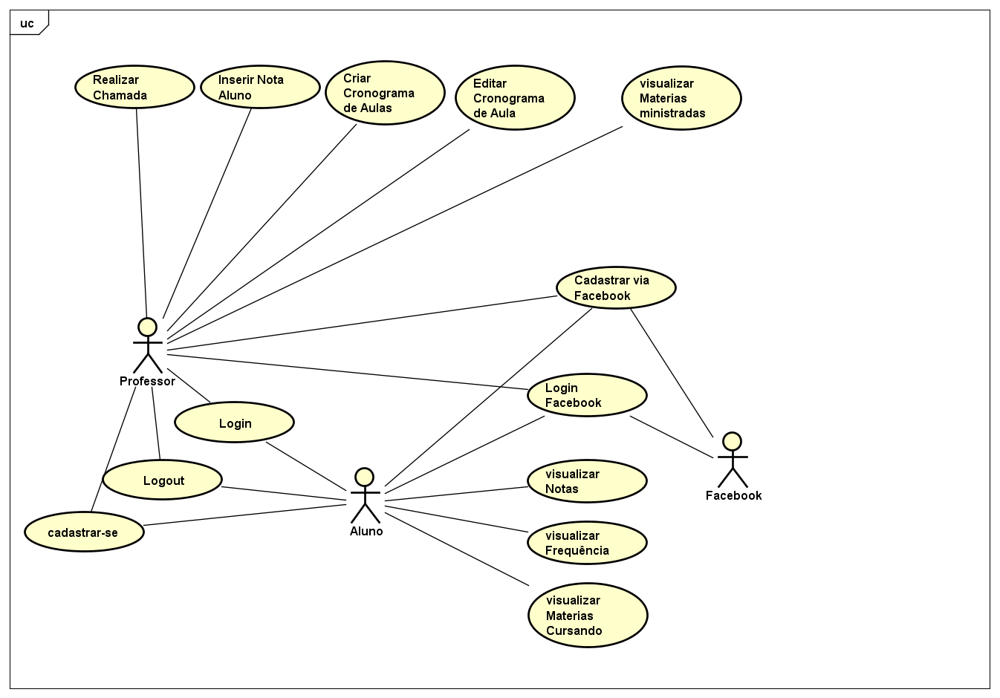 uc
Realizar
Chamada
Inserir Nota
Aluno
Criar
Cronograma
de Aulas
Editar
Cronograma
de Aula
visualizar
Materias
ministradas
Cadastrar via
Facebook
Professor
Login
Facebook
Login
Logout
visualizar
Notas
Facebook
cadastrar-se
Aluno
visualizar
Frequência
visualizar
Materias
Cursando